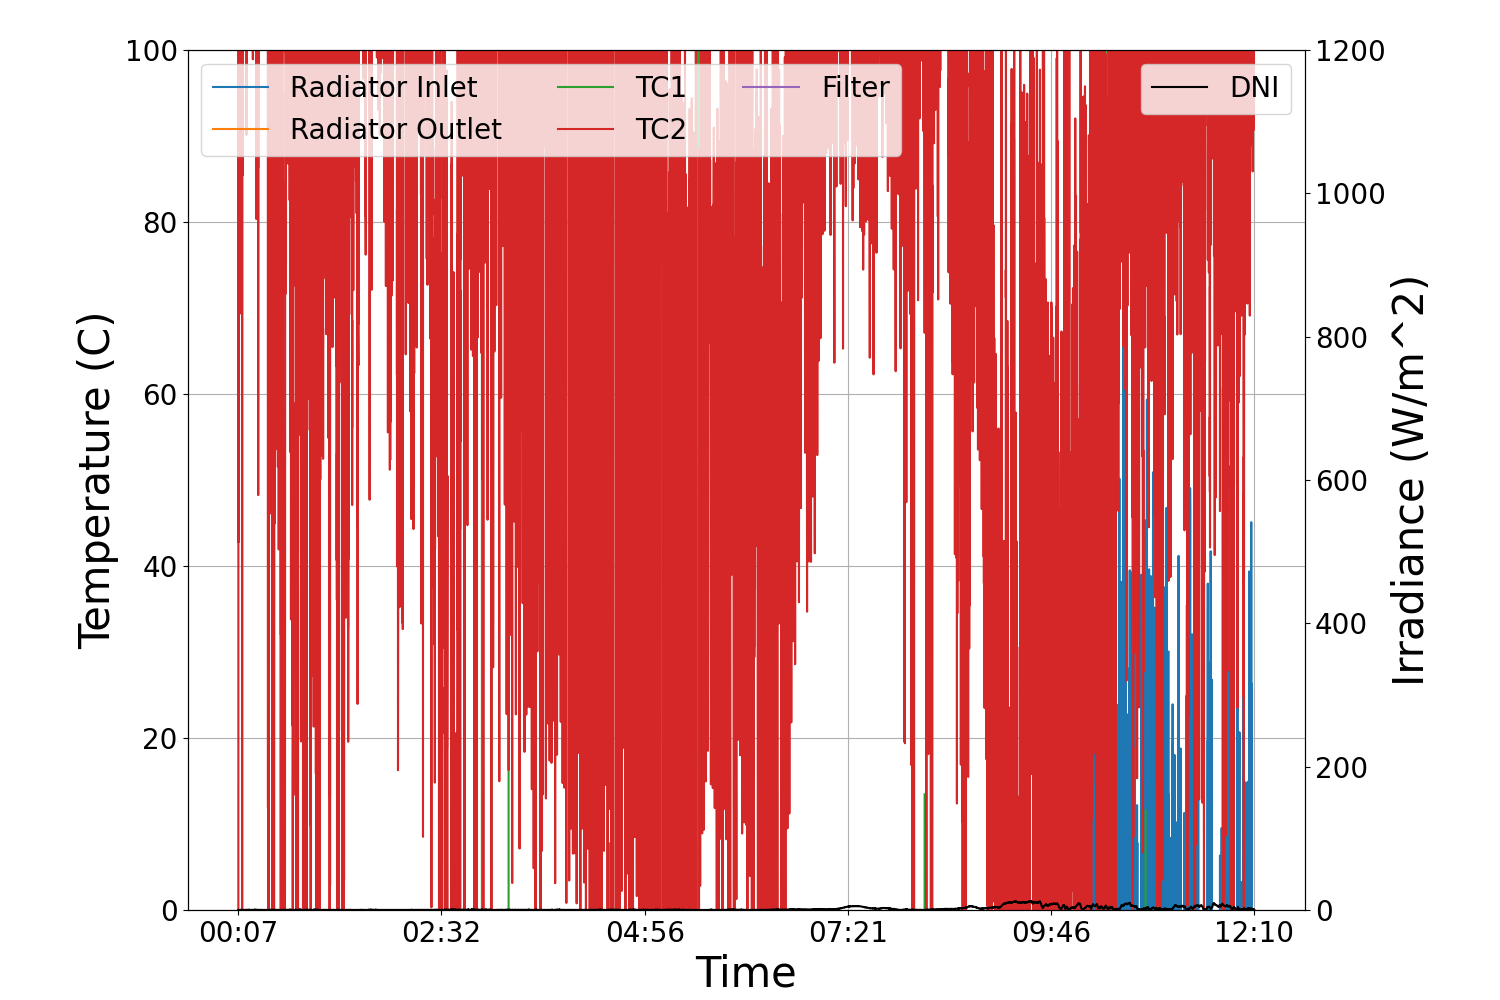 100
80
60
40
20
0
Temperature (C)
Radiator Inlet
Radiator Outlet
TC1
TC2
Filter
DNI
1200
1000
800
600
400
200
0
Irradiance (W/m^2)
00:07
02:32
04:56
07:21
09:46
12:10
Time